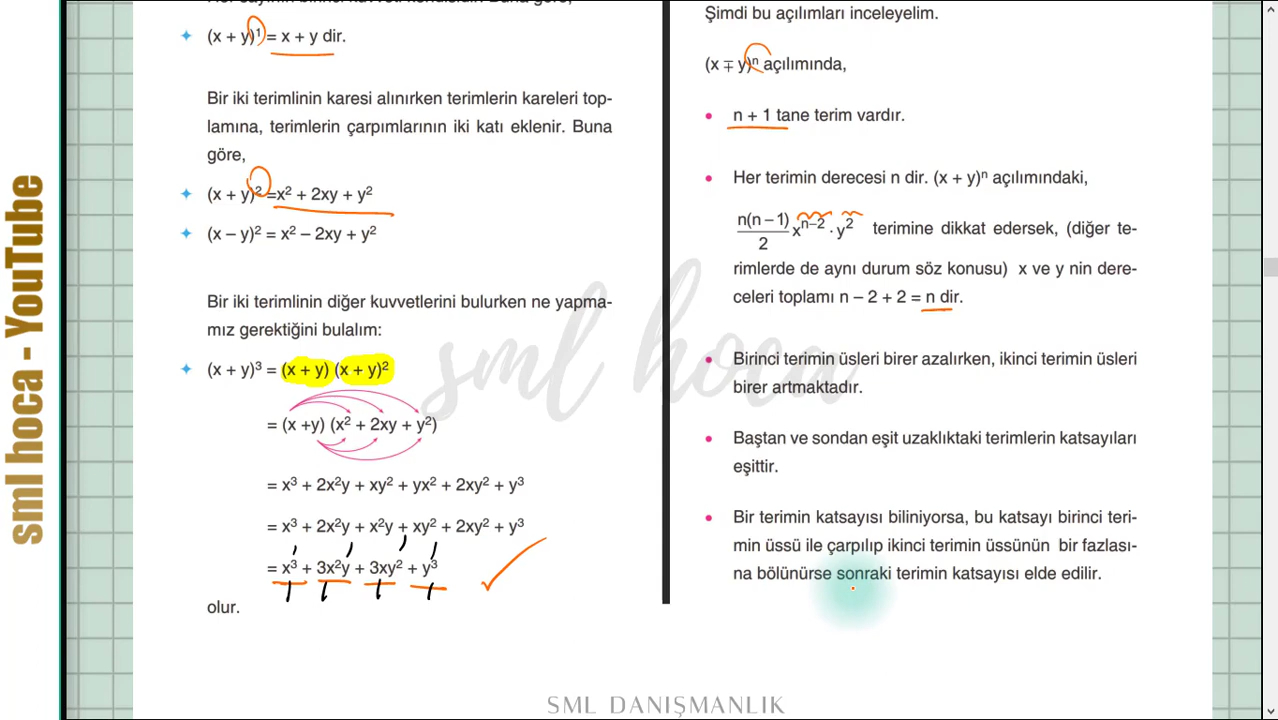 sml hoca - YouTube
(x + y)¹ = x + y dir.
Bir iki terimlinin karesi alınırken terimlerin kareleri top-
lamına, terimlerin çarpımlarının iki katı eklenir. Buna
göre,
(x + y)² =x² + 2xy + y²
(x – y)² = x² – 2xy + y²
Bir iki terimlinin diğer kuvvetlerini bulurken ne yapma-
mız gerektiğini bulalım:
(x + y)³ = (x + y) (x + y)²
= (x +y) (x² + 2xy + y²)
= x³ + 2x²y + xy² + yx² + 2xy² + y³
= x³ + 2x²y + x²y + xy² + 2xy² + y³
= x³ + 3x²y + 3xy² + y³
olur.
Şimdi bu açılımları inceleyelim.
(x ∓ y)ⁿ açılımında,
n + 1 tane terim vardır.
Her terimin derecesi n dir. (x + y)ⁿ açılımındaki,
n(n – 1)/2 xⁿ⁻² · y² terimine dikkat edersek, (diğer te-
rimlerde de aynı durum söz konusu) x ve y nin dere-
celeri toplamı n – 2 + 2 = n dir.
Birinci terimin üsleri birer azalırken, ikinci terimin üsleri
birer artmaktadır.
Baştan ve sondan eşit uzaklıktaki terimlerin katsayıları
eşittir.
Bir terimin katsayısı biliniyorsa, bu katsayı birinci teri-
min üssü ile çarpılıp ikinci terimin üssünün bir fazlası-
na bölünürse sonraki terimin katsayısı elde edilir.
sml hoca
SML DANIŞMANLIK